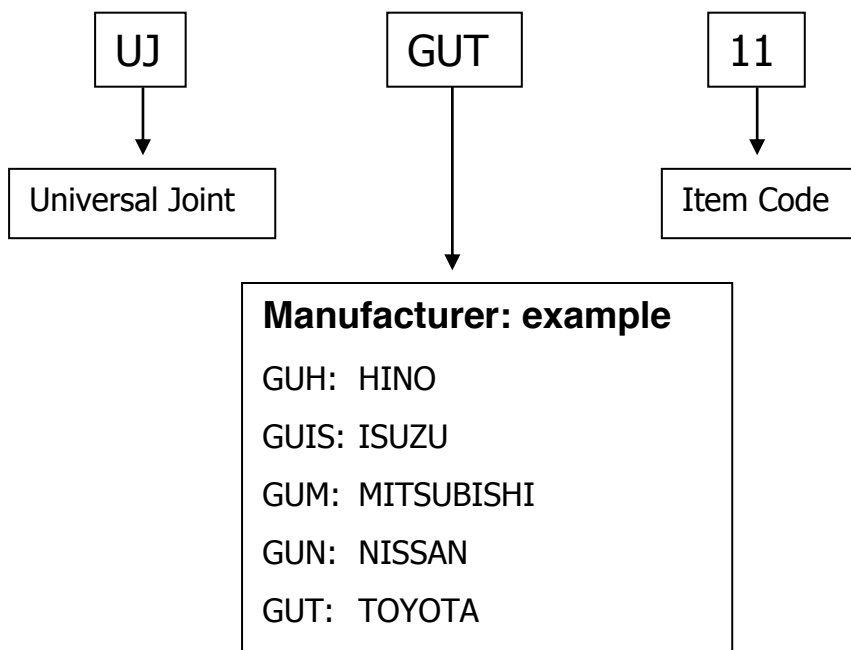 UJ GUT 11
Universal Joint Item Code
Manufacturer: example
GUH: HINO
GUIS: ISUZU
GUM: MITSUBISHI
GUN: NISSAN
GUT: TOYOTA